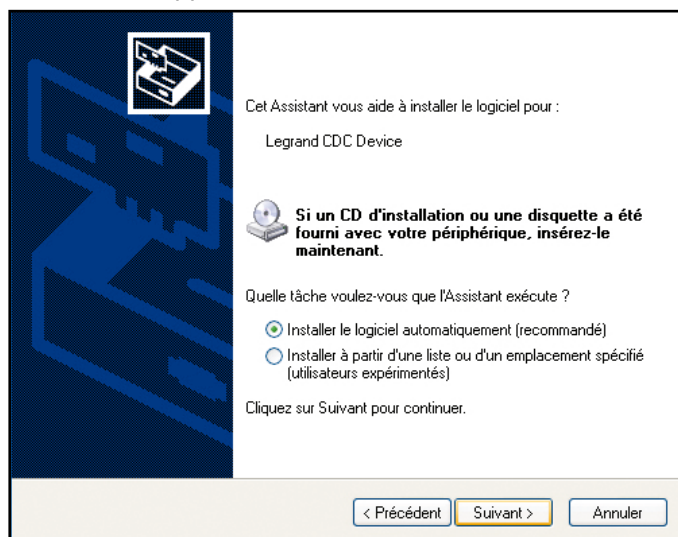 Cet Assistant vous aide à installer le logiciel pour :
Legrand CDC Device
Si un CD d'installation ou une disquette a été
fourni avec votre périphérique, insérez-le
maintenant.
Quelle tâche voulez-vous que l'Assistant exécute ?
Installer le logiciel automatiquement (recommandé)
Installer à partir d'une liste ou d'un emplacement spécifié
(utilisateurs expérimentés)
Cliquez sur Suivant pour continuer.
< Précédent Suivant > Annuler